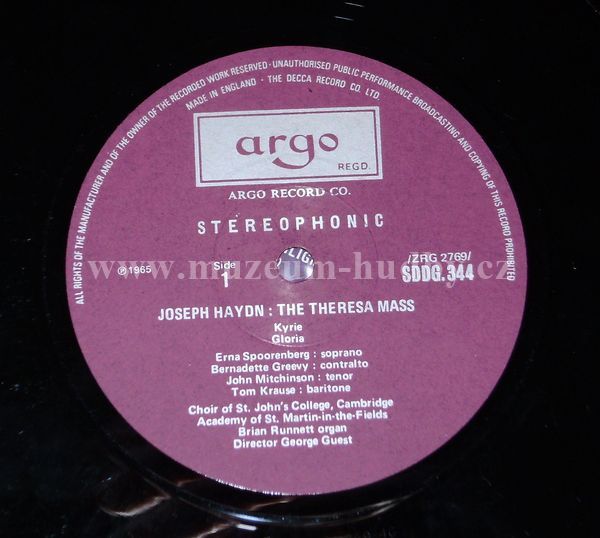 ALL RIGHTS OF THE MANUFACTURER AND OF THE OWNER OF THE RECORDED WORK RESERVED · UNAUTHORISED PUBLIC PERFORMANCE BROADCASTING AND COPYING OF THIS RECORD PROHIBITED
MADE IN ENGLAND · THE DECCA RECORD CO. LTD.
argo
REGD.
ARGO RECORD CO.
STEREOPHONIC
www.muzeum-hudby.cz
℗1965
Side
1
/ZRG 2769/
SDDG.344
JOSEPH HAYDN : THE THERESA MASS
Kyrie
Gloria
Erna Spoorenberg : soprano
Bernadette Greevy : contralto
John Mitchinson : tenor
Tom Krause : baritone
Choir of St. John's College, Cambridge
Academy of St. Martin-in-the-Fields
Brian Runnett organ
Director George Guest